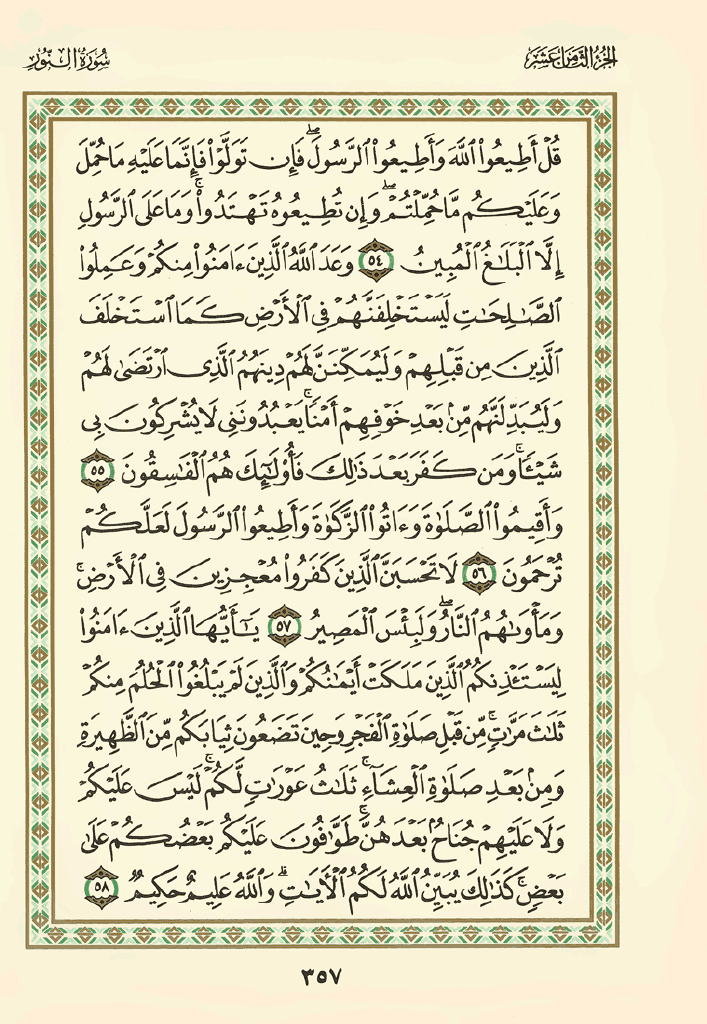 الجزء الثامن عشر
سورة النور
قُلْ أَطِيعُوا۟ ٱللَّهَ وَأَطِيعُوا۟ ٱلرَّسُولَ ۖ فَإِن تَوَلَّوْا۟ فَإِنَّمَا عَلَيْهِ مَا حُمِّلَ
وَعَلَيْكُم مَّا حُمِّلْتُمْ ۖ وَإِن تُطِيعُوهُ تَهْتَدُوا۟ ۚ وَمَا عَلَى ٱلرَّسُولِ
إِلَّا ٱلْبَلَـٰغُ ٱلْمُبِينُ ٥٤ وَعَدَ ٱللَّهُ ٱلَّذِينَ ءَامَنُوا۟ مِنكُمْ وَعَمِلُوا۟
ٱلصَّـٰلِحَـٰتِ لَيَسْتَخْلِفَنَّهُمْ فِى ٱلْأَرْضِ كَمَا ٱسْتَخْلَفَ
ٱلَّذِينَ مِن قَبْلِهِمْ وَلَيُمَكِّنَنَّ لَهُمْ دِينَهُمُ ٱلَّذِى ٱرْتَضَىٰ لَهُمْ
وَلَيُبَدِّلَنَّهُم مِّنۢ بَعْدِ خَوْفِهِمْ أَمْنًا ۚ يَعْبُدُونَنِى لَا يُشْرِكُونَ بِى
شَيْـًٔا ۚ وَمَن كَفَرَ بَعْدَ ذَٰلِكَ فَأُو۟لَـٰٓئِكَ هُمُ ٱلْفَـٰسِقُونَ ٥٥
وَأَقِيمُوا۟ ٱلصَّلَوٰةَ وَءَاتُوا۟ ٱلزَّكَوٰةَ وَأَطِيعُوا۟ ٱلرَّسُولَ لَعَلَّكُمْ
تُرْحَمُونَ ٥٦ لَا تَحْسَبَنَّ ٱلَّذِينَ كَفَرُوا۟ مُعْجِزِينَ فِى ٱلْأَرْضِ ۚ
وَمَأْوَىٰهُمُ ٱلنَّارُ ۖ وَلَبِئْسَ ٱلْمَصِيرُ ٥٧ يَـٰٓأَيُّهَا ٱلَّذِينَ ءَامَنُوا۟
لِيَسْتَـْٔذِنكُمُ ٱلَّذِينَ مَلَكَتْ أَيْمَـٰنُكُمْ وَٱلَّذِينَ لَمْ يَبْلُغُوا۟ ٱلْحُلُمَ مِنكُمْ
ثَلَـٰثَ مَرَّٰتٍ ۚ مِّن قَبْلِ صَلَوٰةِ ٱلْفَجْرِ وَحِينَ تَضَعُونَ ثِيَابَكُم مِّنَ ٱلظَّهِيرَةِ
وَمِنۢ بَعْدِ صَلَوٰةِ ٱلْعِشَآءِ ۚ ثَلَـٰثُ عَوْرَٰتٍ لَّكُمْ ۚ لَيْسَ عَلَيْكُمْ
وَلَا عَلَيْهِمْ جُنَاحٌۢ بَعْدَهُنَّ ۚ طَوَّٰفُونَ عَلَيْكُم بَعْضُكُمْ عَلَىٰ
بَعْضٍ ۚ كَذَٰلِكَ يُبَيِّنُ ٱللَّهُ لَكُمُ ٱلْـَٔايَـٰتِ ۗ وَٱللَّهُ عَلِيمٌ حَكِيمٌ ٥٨
٣٥٧